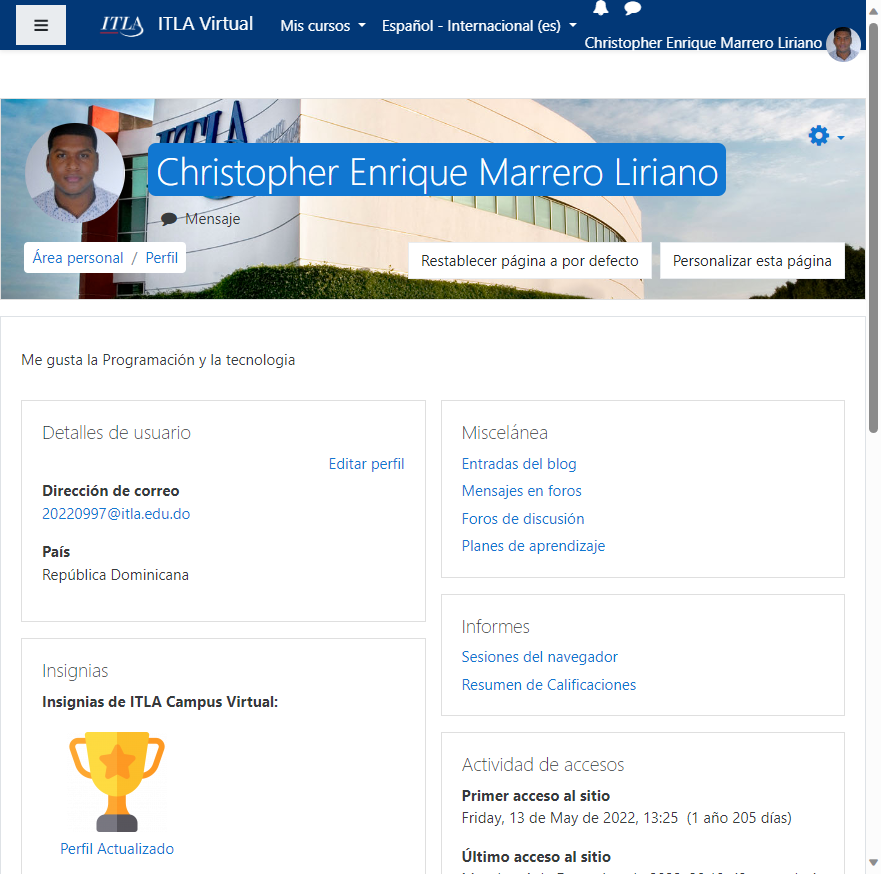 ITLA ITLA Virtual Mis cursos Español - Internacional (es)
Christopher Enrique Marrero Liriano
ITLA
Christopher Enrique Marrero Liriano
Mensaje
Área personal / Perfil
Restablecer página a por defecto
Personalizar esta página
Me gusta la Programación y la tecnologia
Detalles de usuario
Editar perfil
Dirección de correo
20220997@itla.edu.do
País
República Dominicana
Insignias
Insignias de ITLA Campus Virtual:
Perfil Actualizado
Miscelánea
Entradas del blog
Mensajes en foros
Foros de discusión
Planes de aprendizaje
Informes
Sesiones del navegador
Resumen de Calificaciones
Actividad de accesos
Primer acceso al sitio
Friday, 13 de May de 2022, 13:25 (1 año 205 días)
Último acceso al sitio